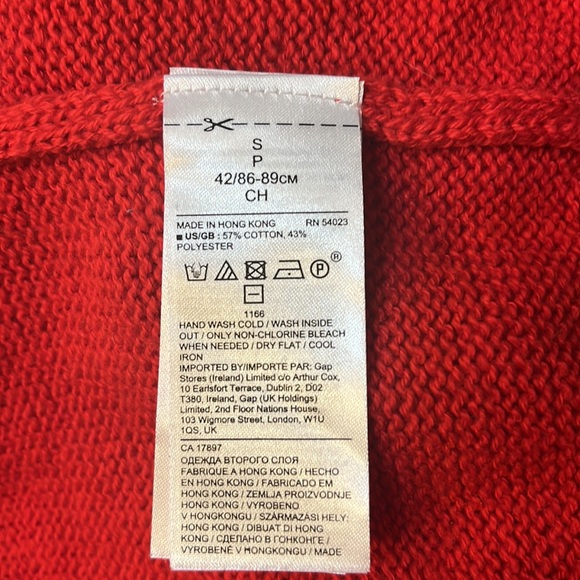 S
P
42/86-89см
CH
MADE IN HONG KONG RN 54023
■ US/GB : 57% COTTON, 43%
POLYESTER
P ®
1166
HAND WASH COLD / WASH INSIDE
OUT / ONLY NON-CHLORINE BLEACH
WHEN NEEDED / DRY FLAT / COOL
IRON
IMPORTED BY/IMPORTE PAR: Gap
Stores (Ireland) Limited c/o Arthur Cox,
10 Earlsfort Terrace, Dublin 2, D02
T380, Ireland, Gap (UK Holdings)
Limited, 2nd Floor Nations House,
103 Wigmore Street, London, W1U
1QS, UK
CA 17897
ОДЕЖДА ВТОРОГО СЛОЯ
FABRIQUE A HONG KONG / HECHO
EN HONG KONG / FABRICADO EM
HONG KONG / ZEMLJA PROIZVODNJE
HONG KONG / VYROBENO
V HONGKONGU / SZÁRMAZÁSI HELY:
HONG KONG / DIBUAT DI HONG
KONG / СДЕЛАНО В ГОНКОНГЕ /
VYROBENÉ V HONGKONGU / MADE